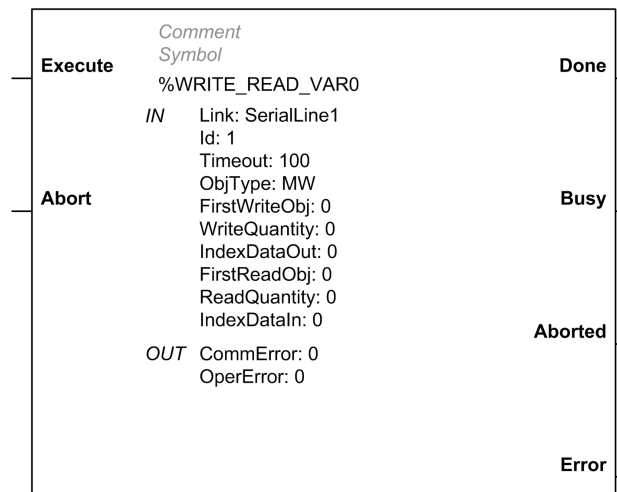 Comment
Symbol
Execute
Done
%WRITE_READ_VAR0
IN Link: SerialLine1
Id: 1
Timeout: 100
ObjType: MW
Abort
Busy
FirstWriteObj: 0
WriteQuantity: 0
IndexDataOut: 0
FirstReadObj: 0
ReadQuantity: 0
IndexDataIn: 0
Aborted
OUT CommError: 0
OperError: 0
Error